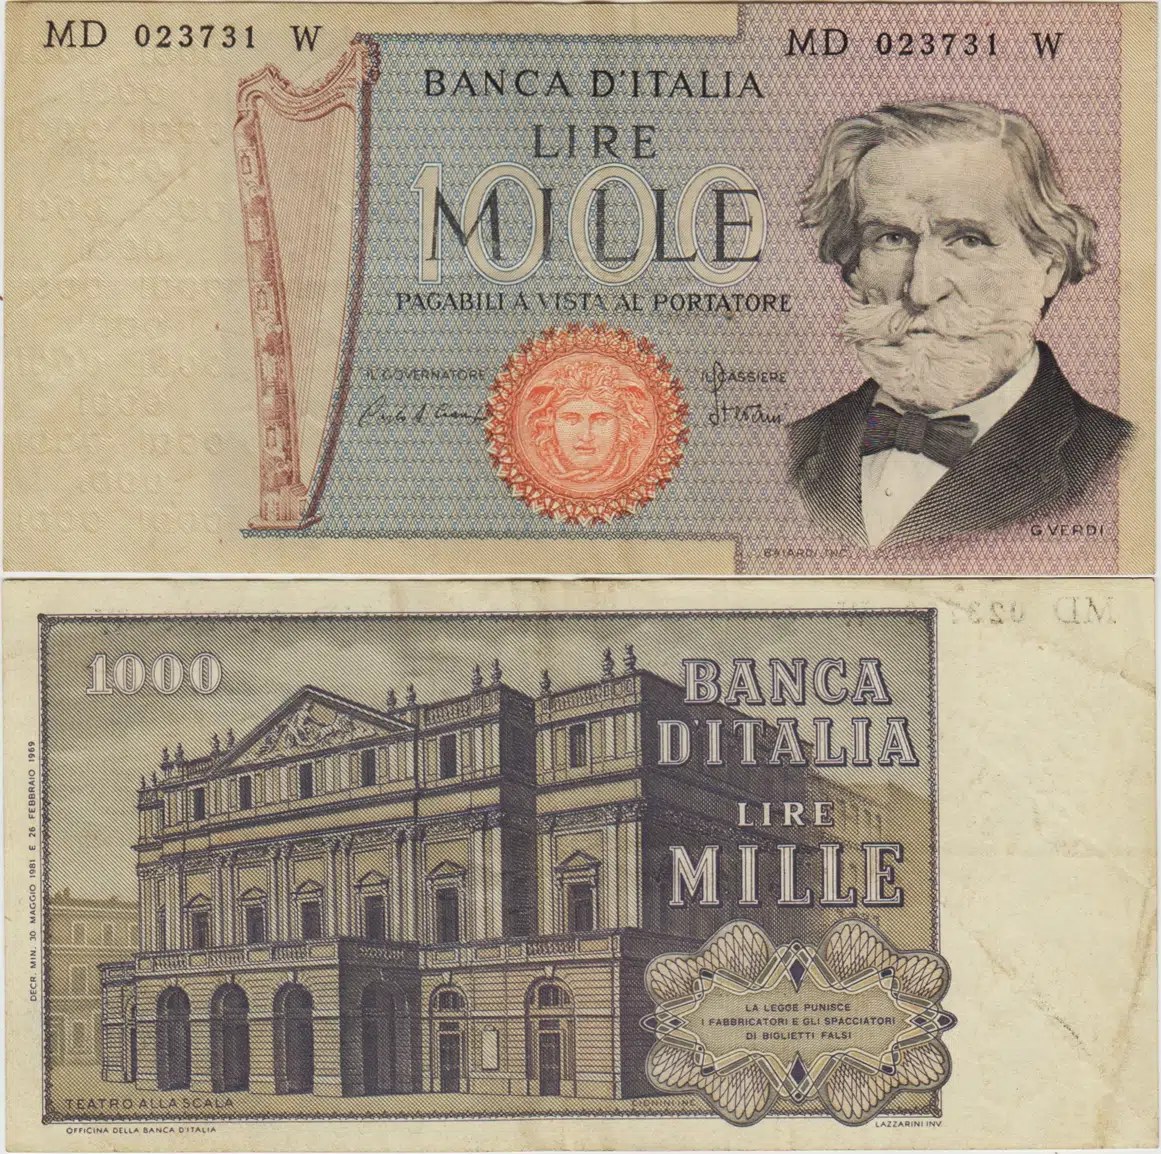 MD 023731 W
MD 023731 W
BANCA D'ITALIA
LIRE
1000
MILLE
PAGABILI A VISTA AL PORTATORE
IL GOVERNATORE
IL CASSIERE
G. VERDI
BAIARDI, INC.
1000
BANCA
D'ITALIA
LIRE
MILLE
DECR. MIN. 30 MAGGIO 1981 E 26 FEBBRAIO 1969
LA LEGGE PUNISCE
I FABBRICATORI E GLI SPACCIATORI
DI BIGLIETTI FALSI
TEATRO ALLA SCALA
OFFICINA DELLA BANCA D'ITALIA
LAZZARINI INV.